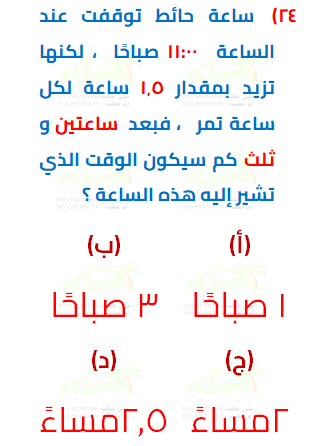 ٢٤) ساعة حائط توقفت عند
الساعة ١١:٠٠ صباحًا ، لكنها
تزيد بمقدار ١,٥ ساعة لكل
ساعة تمر ، فبعد ساعتين و
ثلث كم سيكون الوقت الذي
تشير إليه هذه الساعة ؟
(أ) (ب)
١ صباحًا ٣ صباحًا
(ج) (د)
٢مساءً ٢,٥مساءً